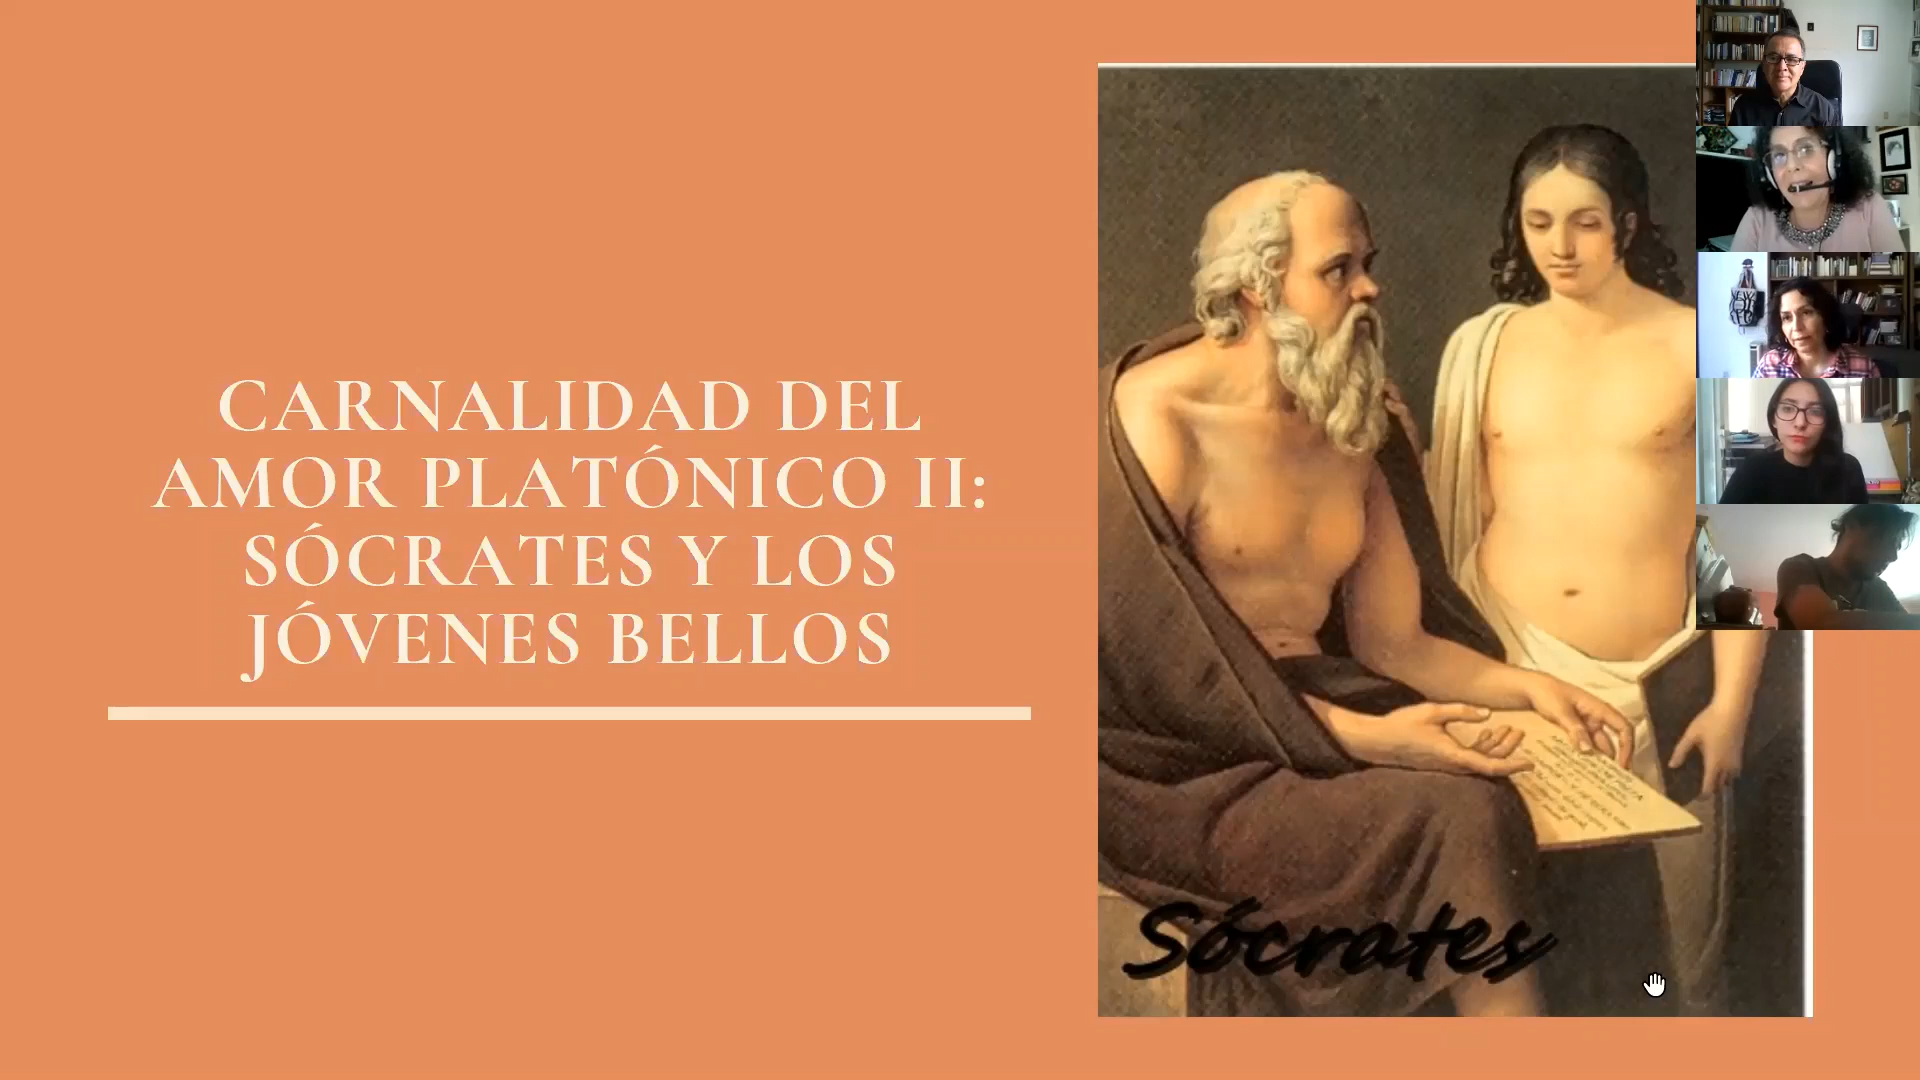 CARNALIDAD DEL
AMOR PLATÓNICO II:
SÓCRATES Y LOS
JÓVENES BELLOS
Sócrates